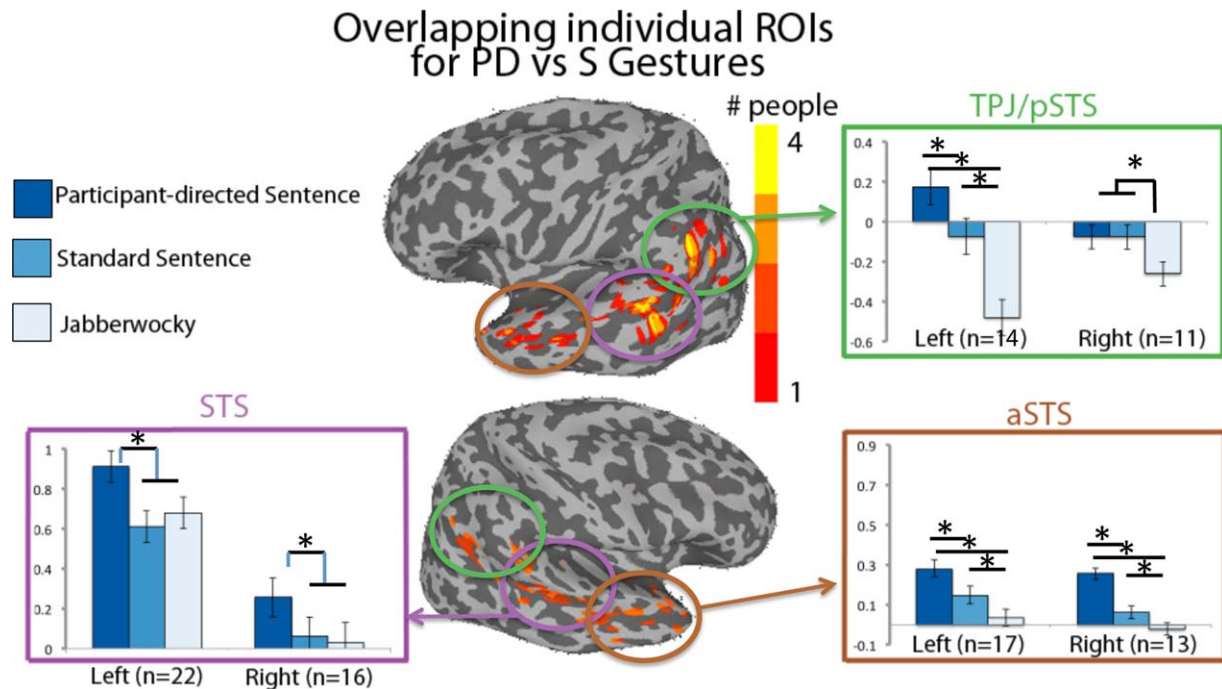 Overlapping individual ROIs
for PD vs S Gestures
Participant-directed Sentence
Standard Sentence
Jabberwocky
# people
4
1
TPJ/pSTS
0.4
0.2
0
-0.2
-0.4
-0.6
* * * *
Left (n=14) Right (n=11)
STS
1
0.8
0.6
0.4
0.2
0
* *
Left (n=22) Right (n=16)
aSTS
0.9
0.7
0.5
0.3
0.1
-0.1
* * * * * *
Left (n=17) Right (n=13)